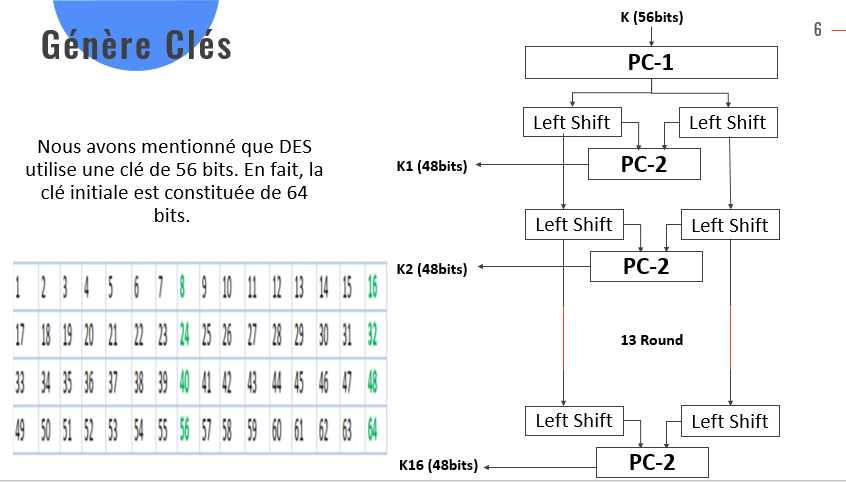 Génère Clés
6
Nous avons mentionné que DES
utilise une clé de 56 bits. En fait, la
clé initiale est constituée de 64
bits.
1 2 3 4 5 6 7 8 9 10 11 12 13 14 15 16
17 18 19 20 21 22 23 24 25 26 27 28 29 30 31 32
33 34 35 36 37 38 39 40 41 42 43 44 45 46 47 48
49 50 51 52 53 54 55 56 57 58 59 60 61 62 63 64
K (56bits)
PC-1
Left Shift Left Shift
PC-2
K1 (48bits)
Left Shift Left Shift
PC-2
K2 (48bits)
13 Round
Left Shift Left Shift
PC-2
K16 (48bits)